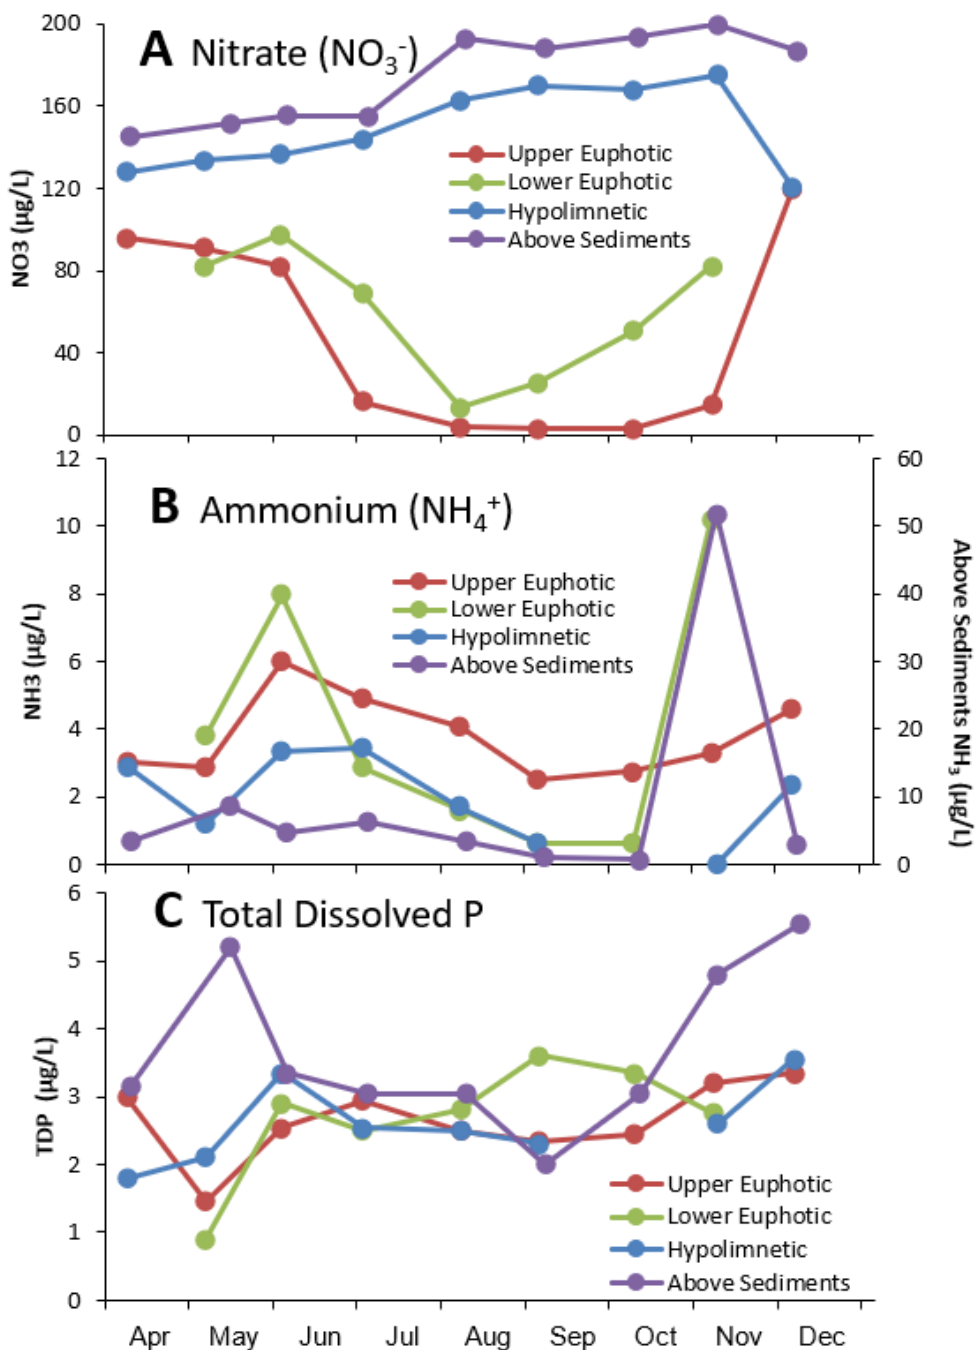 200
A Nitrate (NO₃⁻)
160
Upper Euphotic
Lower Euphotic
120
Hypolimnetic
Above Sediments
NO3 (µg/L)
80
40
0
12
60
B Ammonium (NH₄⁺)
10
50
Upper Euphotic
8
40
Lower Euphotic
Hypolimnetic
6
30
Above Sediments
NH3 (µg/L)
Above Sediments NH₃ (µg/L)
4
20
2
10
0
0
6
C Total Dissolved P
5
4
3
TDP (µg/L)
2
Upper Euphotic
Lower Euphotic
1
Hypolimnetic
Above Sediments
0
Apr May Jun Jul Aug Sep Oct Nov Dec